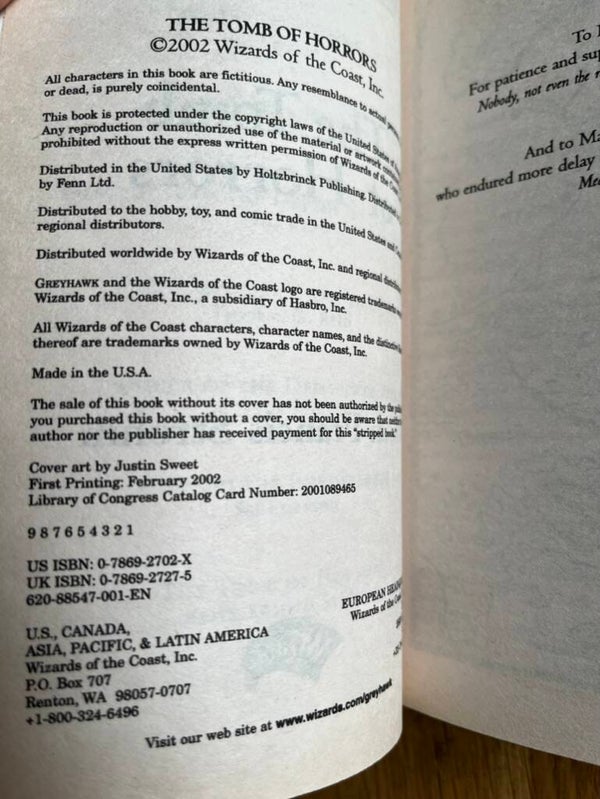 THE TOMB OF HORRORS
©2002 Wizards of the Coast, Inc.
All characters in this book are fictitious. Any resemblance to actual
or dead, is purely coincidental.
This book is protected under the copyright laws of the United States of
Any reproduction or unauthorized use of the material or artwork
prohibited without the express written permission of Wizards of the
Distributed in the United States by Holtzbrinck Publishing. Distributed
by Fenn Ltd.
Distributed to the hobby, toy, and comic trade in the United States and
regional distributors.
Distributed worldwide by Wizards of the Coast, Inc. and regional
GREYHAWK and the Wizards of the Coast logo are registered trademarks
Wizards of the Coast, Inc., a subsidiary of Hasbro, Inc.
All Wizards of the Coast characters, character names, and the distinctive
thereof are trademarks owned by Wizards of the Coast, Inc.
Made in the U.S.A.
The sale of this book without its cover has not been authorized by the
you purchased this book without a cover, you should be aware that
author nor the publisher has received payment for this "stripped book."
Cover art by Justin Sweet
First Printing: February 2002
Library of Congress Catalog Card Number: 2001089465
9 8 7 6 5 4 3 2 1
US ISBN: 0-7869-2702-X
UK ISBN: 0-7869-2727-5
620-88547-001-EN
U.S., CANADA,
ASIA, PACIFIC, & LATIN AMERICA
Wizards of the Coast, Inc.
P.O. Box 707
Renton, WA 98057-0707
+1-800-324-6496
EUROPEAN
Wizards of the
Visit our web site at www.wizards.com/greyhawk
To
For patience and
Nobody, not even the
And to
who endured more delay